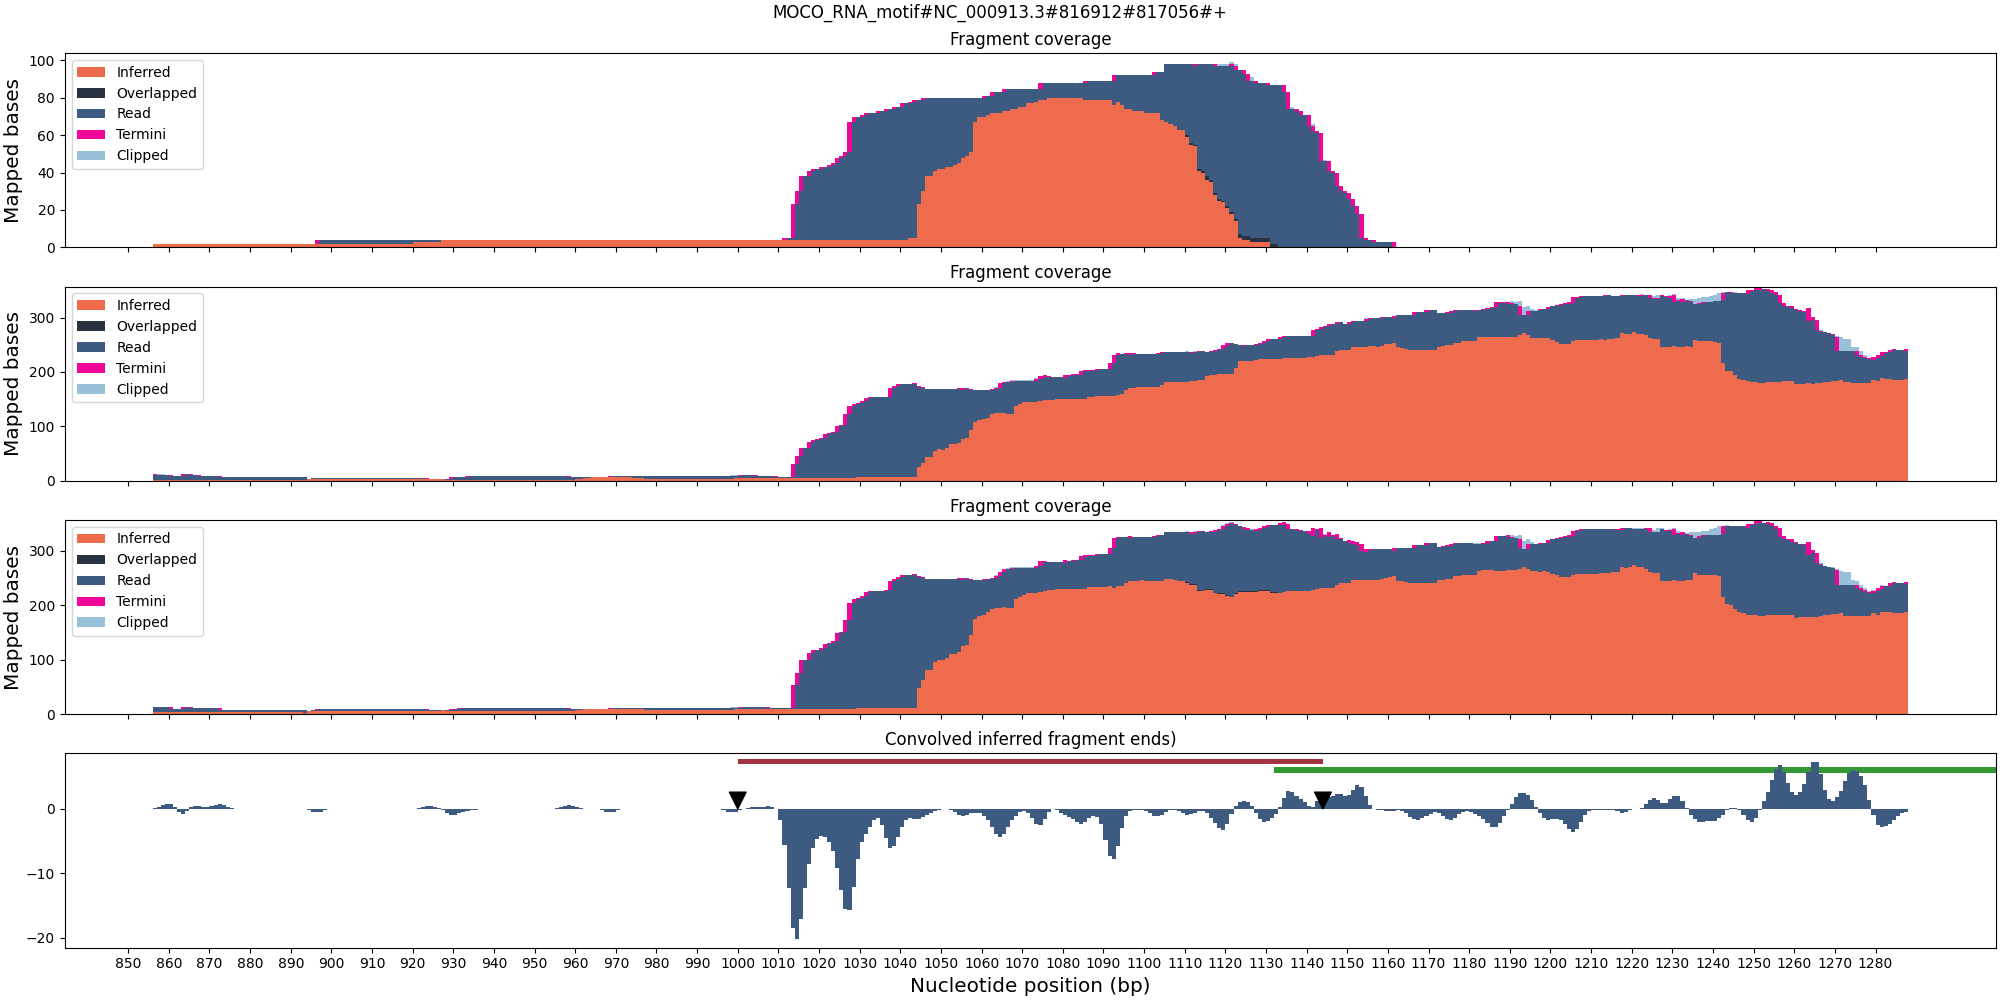 MOCO_RNA_motif#NC_000913.3#816912#817056#+
Fragment coverage
Mapped bases
100
80
60
40
20
0
Inferred
Overlapped
Read
Termini
Clipped
Fragment coverage
Mapped bases
300
200
100
0
Inferred
Overlapped
Read
Termini
Clipped
Fragment coverage
Mapped bases
300
200
100
0
Inferred
Overlapped
Read
Termini
Clipped
Convolved inferred fragment ends)
0
−10
−20
850 860 870 880 890 900 910 920 930 940 950 960 970 980 990 1000 1010 1020 1030 1040 1050 1060 1070 1080 1090 1100 1110 1120 1130 1140 1150 1160 1170 1180 1190 1200 1210 1220 1230 1240 1250 1260 1270 1280
Nucleotide position (bp)